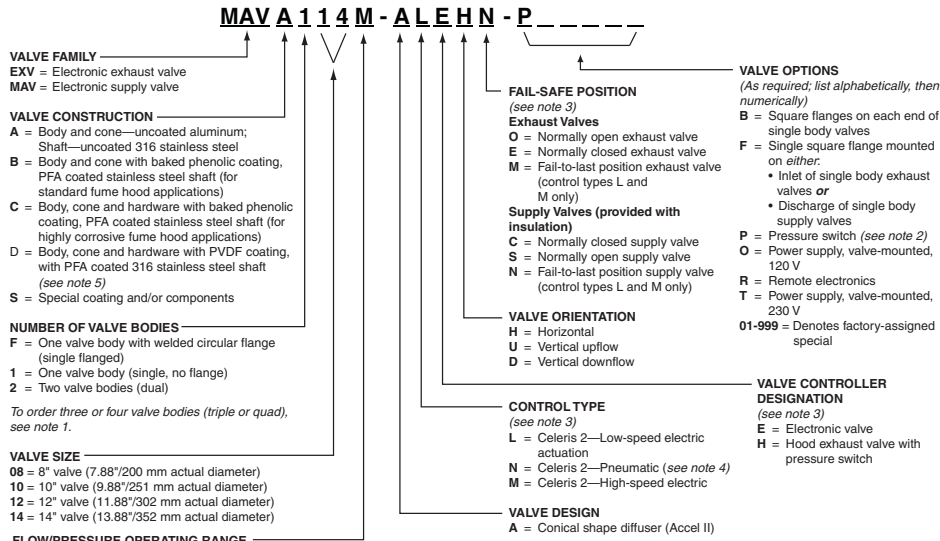 MAV A 1 1 4 M - A L E H N - P _ _ _ _ _
VALVE FAMILY
EXV = Electronic exhaust valve
MAV = Electronic supply valve
VALVE CONSTRUCTION
A = Body and cone—uncoated aluminum;
Shaft—uncoated 316 stainless steel
B = Body and cone with baked phenolic coating,
PFA coated stainless steel shaft (for
standard fume hood applications)
C = Body, cone and hardware with baked phenolic
coating, PFA coated stainless steel shaft (for
highly corrosive fume hood applications)
D = Body, cone and hardware with PVDF coating,
with PFA coated 316 stainless steel shaft
(see note 5)
S = Special coating and/or components
NUMBER OF VALVE BODIES
F = One valve body with welded circular flange
(single flanged)
1 = One valve body (single, no flange)
2 = Two valve bodies (dual)
To order three or four valve bodies (triple or quad),
see note 1.
VALVE SIZE
08 = 8" valve (7.88"/200 mm actual diameter)
10 = 10" valve (9.88"/251 mm actual diameter)
12 = 12" valve (11.88"/302 mm actual diameter)
14 = 14" valve (13.88"/352 mm actual diameter)
FLOW/PRESSURE OPERATING RANGE
FAIL-SAFE POSITION
(see note 3)
Exhaust Valves
O = Normally open exhaust valve
E = Normally closed exhaust valve
M = Fail-to-last position exhaust valve
(control types L and
M only)
Supply Valves (provided with
insulation)
C = Normally closed supply valve
S = Normally open supply valve
N = Fail-to-last position supply valve
(control types L and M only)
VALVE ORIENTATION
H = Horizontal
U = Vertical upflow
D = Vertical downflow
CONTROL TYPE
(see note 3)
L = Celeris 2—Low-speed electric
actuation
N = Celeris 2—Pneumatic (see note 4)
M = Celeris 2—High-speed electric
VALVE DESIGN
A = Conical shape diffuser (Accel II)
VALVE OPTIONS
(As required; list alphabetically, then
numerically)
B = Square flanges on each end of
single body valves
F = Single square flange mounted
on either:
• Inlet of single body exhaust
valves or
• Discharge of single body
supply valves
P = Pressure switch (see note 2)
O = Power supply, valve-mounted,
120 V
R = Remote electronics
T = Power supply, valve-mounted,
230 V
01-999 = Denotes factory-assigned
special
VALVE CONTROLLER
DESIGNATION
(see note 3)
E = Electronic valve
H = Hood exhaust valve with
pressure switch